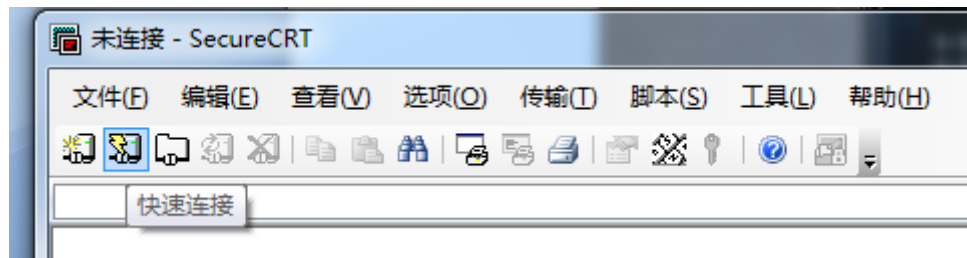 未连接 - SecureCRT
文件(F) 编辑(E) 查看(V) 选项(O) 传输(T) 脚本(S) 工具(L) 帮助(H)
快速连接